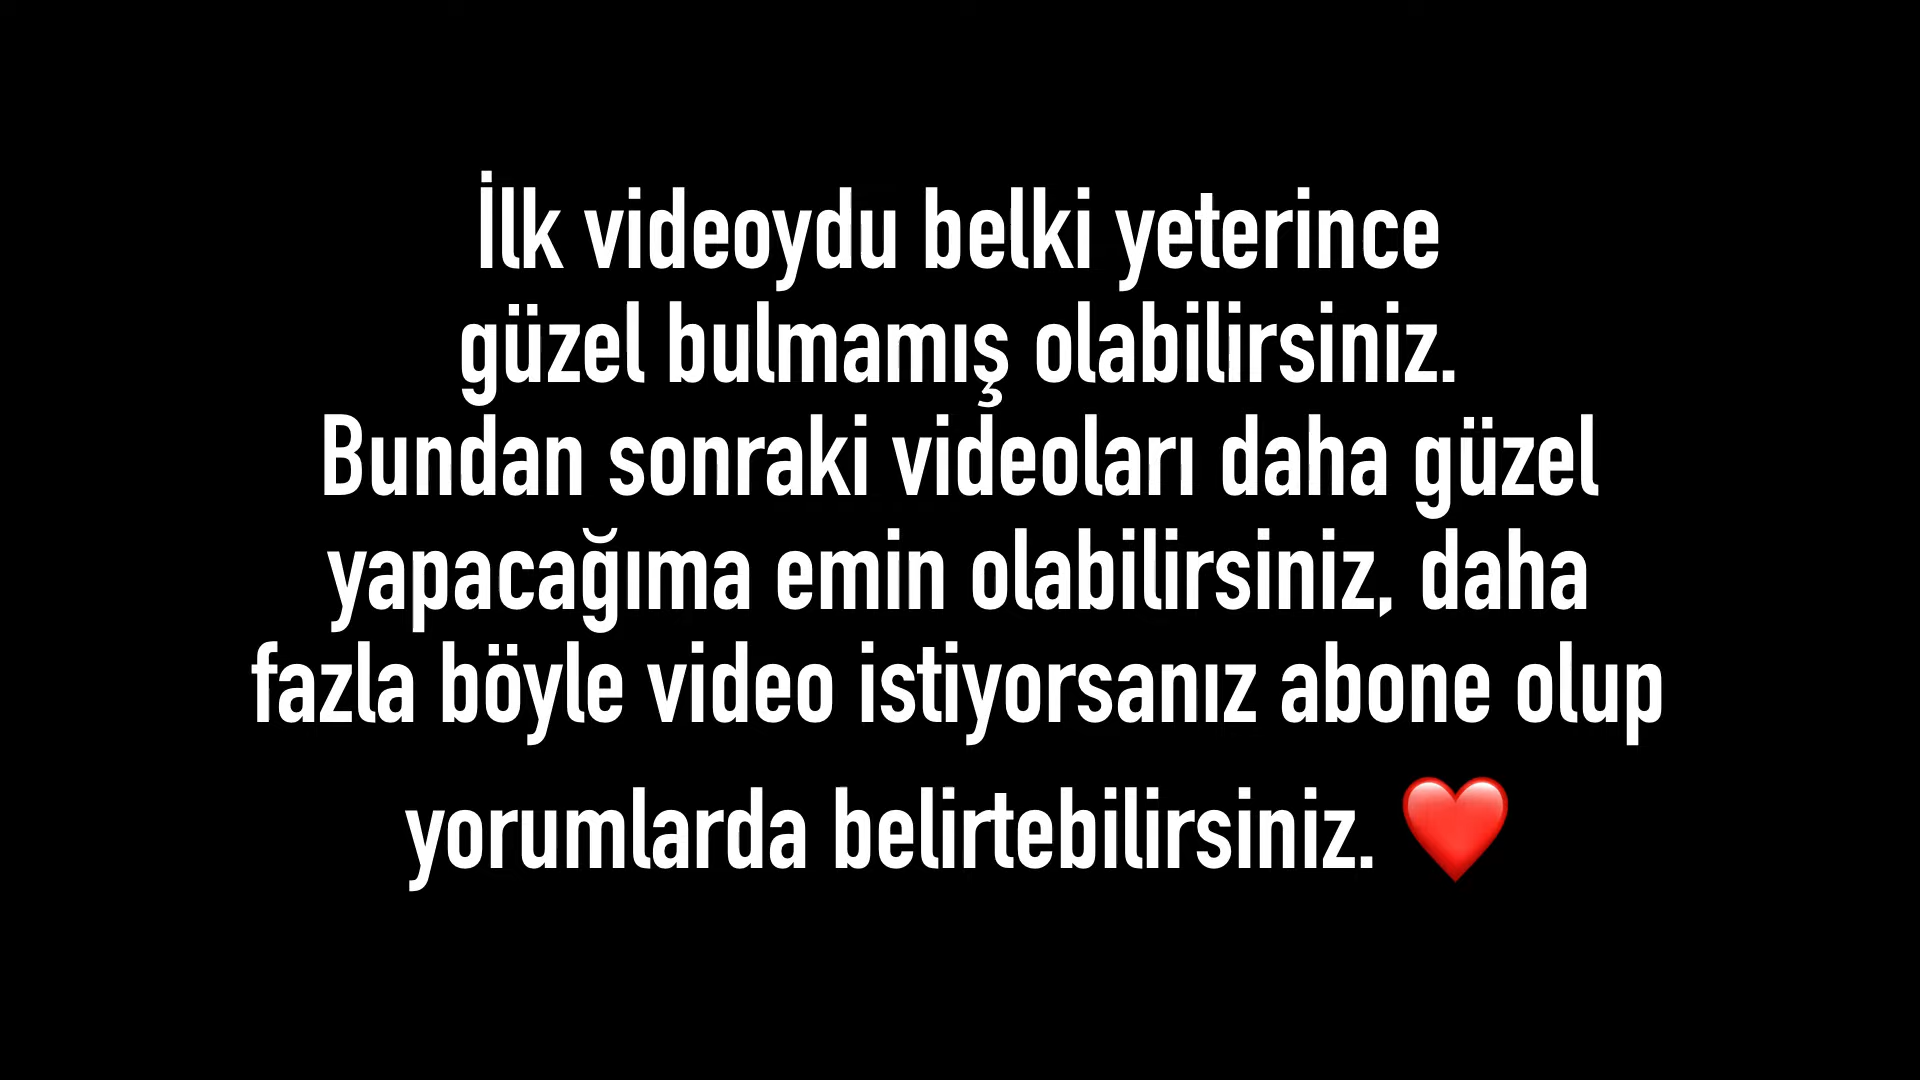 İlk videoydu belki yeterince
güzel bulmamış olabilirsiniz.
Bundan sonraki videoları daha güzel
yapacağıma emin olabilirsiniz, daha
fazla böyle video istiyorsanız abone olup
yorumlarda belirtebilirsiniz. ❤️